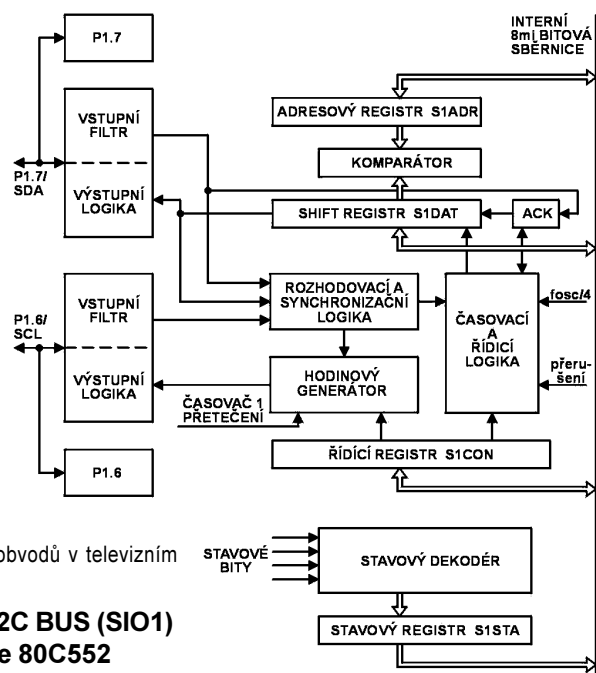 INTERNÍ
8mi BITOVÁ
SBĚRNICE
P1.7
VSTUPNÍ
FILTR
VÝSTUPNÍ
LOGIKA
P1.7/
SDA
ADRESOVÝ REGISTR S1ADR
KOMPARÁTOR
SHIFT REGISTR S1DAT
ACK
P1.6/
SCL
VSTUPNÍ
FILTR
VÝSTUPNÍ
LOGIKA
ROZHODOVACÍ A
SYNCHRONIZAČNÍ
LOGIKA
ČASOVACÍ
A
ŘÍDICÍ
LOGIKA
fosc/4
přeru-
šení
HODINOVÝ
GENERÁTOR
ČASOVAČ 1
PŘETEČENÍ
ŘÍDÍCÍ REGISTR S1CON
P1.6
obvodů v televizním
STAVOVÉ
BITY
STAVOVÝ DEKODÉR
STAVOVÝ REGISTR S1STA
2C BUS (SIO1)
e 80C552